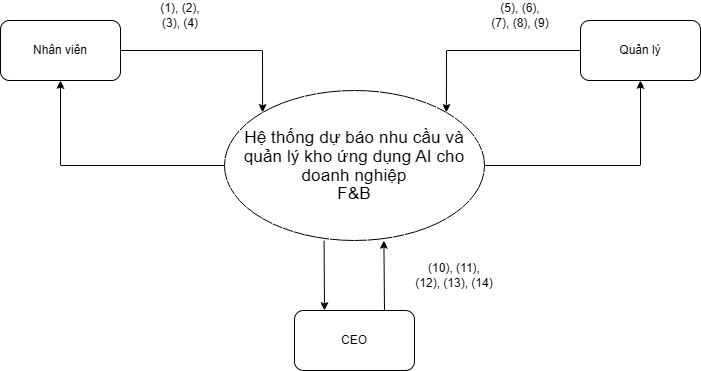 (1), (2),
(3), (4)
Nhân viên
(5), (6),
(7), (8), (9)
Quản lý
Hệ thống dự báo nhu cầu và
quản lý kho ứng dụng AI cho
doanh nghiệp
F&B
(10), (11),
(12), (13), (14)
CEO